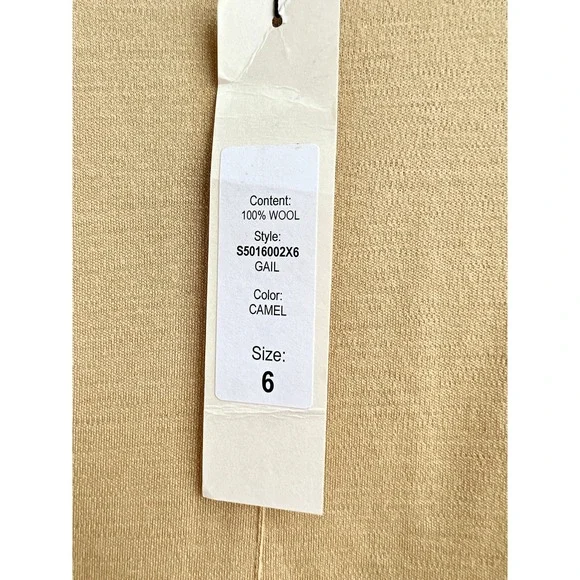 Content:
100% WOOL
Style:
S5016002X6
GAIL
Color:
CAMEL
Size:
6